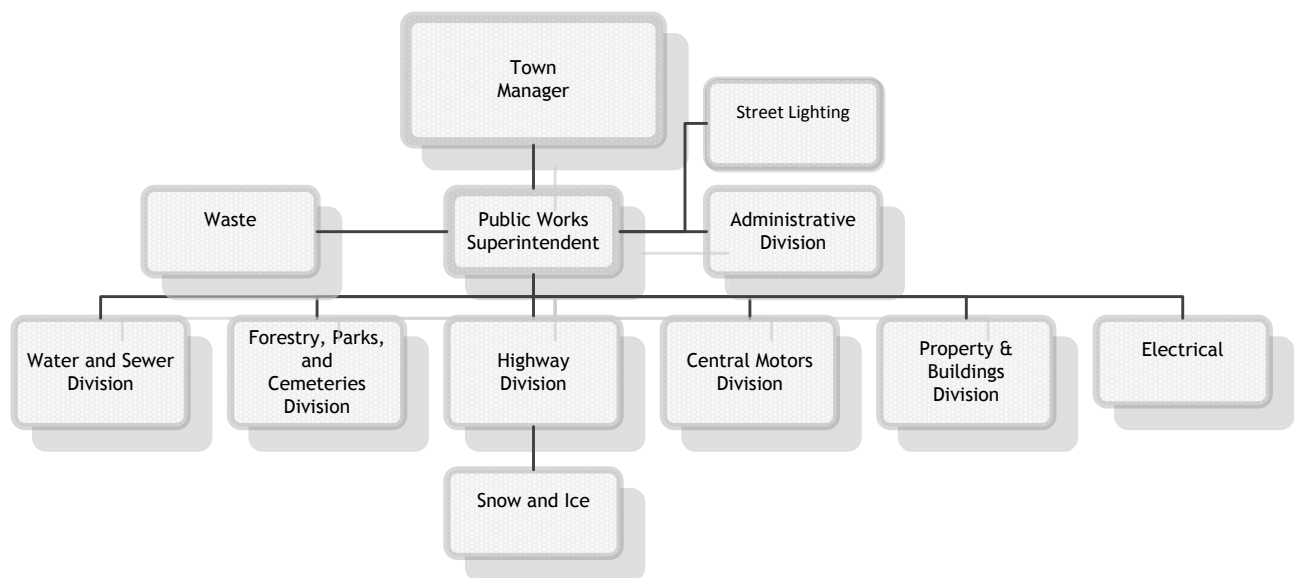 Town
Manager
Street Lighting
Waste
Public Works
Superintendent
Administrative
Division
Water and Sewer
Division
Forestry, Parks,
and
Cemeteries
Division
Highway
Division
Central Motors
Division
Property &
Buildings
Division
Electrical
Snow and Ice